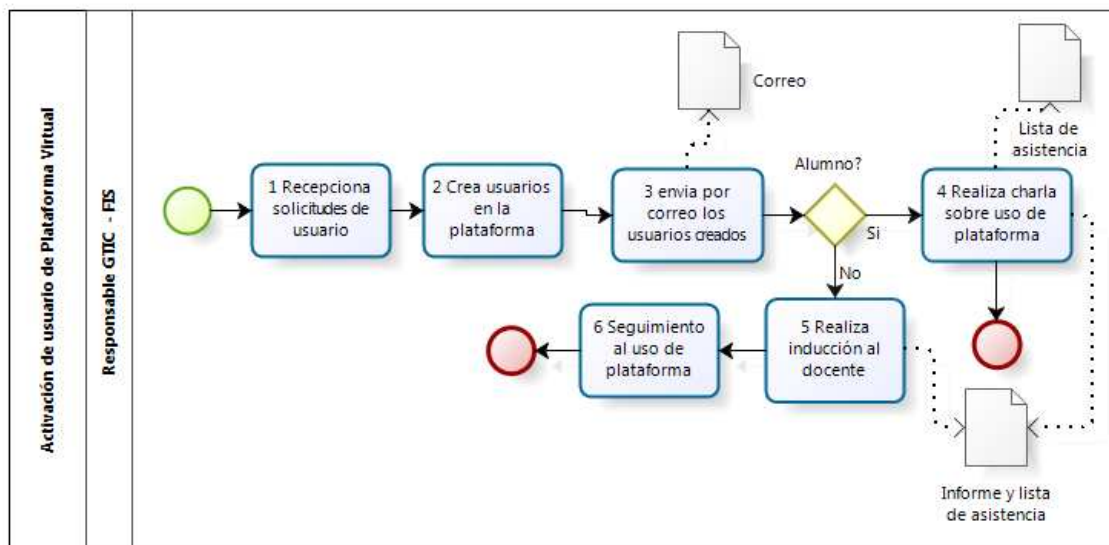 Activación de usuario de Plataforma Virtual
Responsable GTIC - FIS
1 Recepciona
solicitudes de
usuario
2 Crea usuarios
en la
plataforma
3 envia por
correo los
usuarios creados
Correo
Alumno?
Si
No
4 Realiza charla
sobre uso de
plataforma
Lista de
asistencia
5 Realiza
inducción al
docente
6 Seguimiento
al uso de
plataforma
Informe y lista
de asistencia